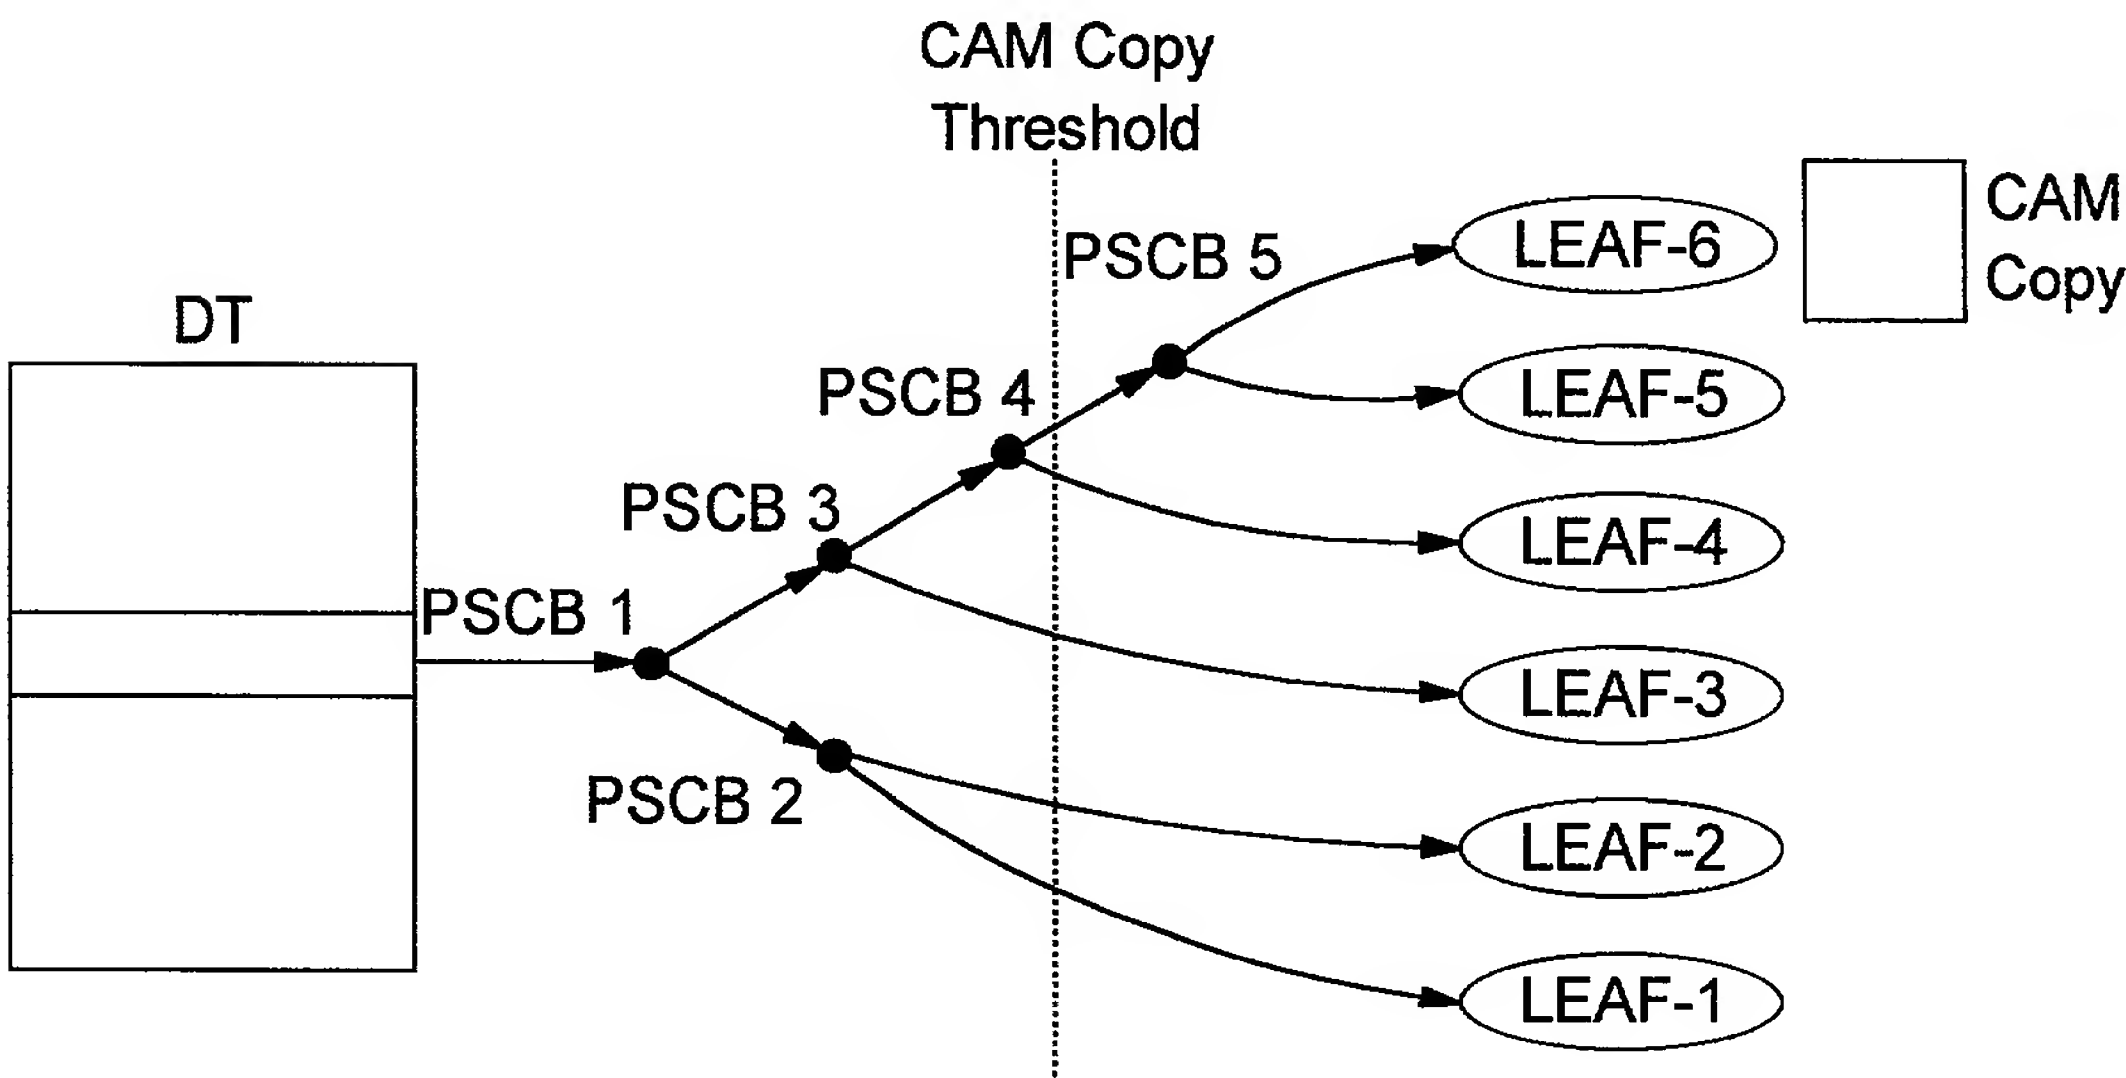 CAM Copy
Threshold
CAM
Copy
PSCB 5
LEAF-6
DT
PSCB 4
LEAF-5
PSCB 3
LEAF-4
PSCB 1
LEAF-3
PSCB 2
LEAF-2
LEAF-1